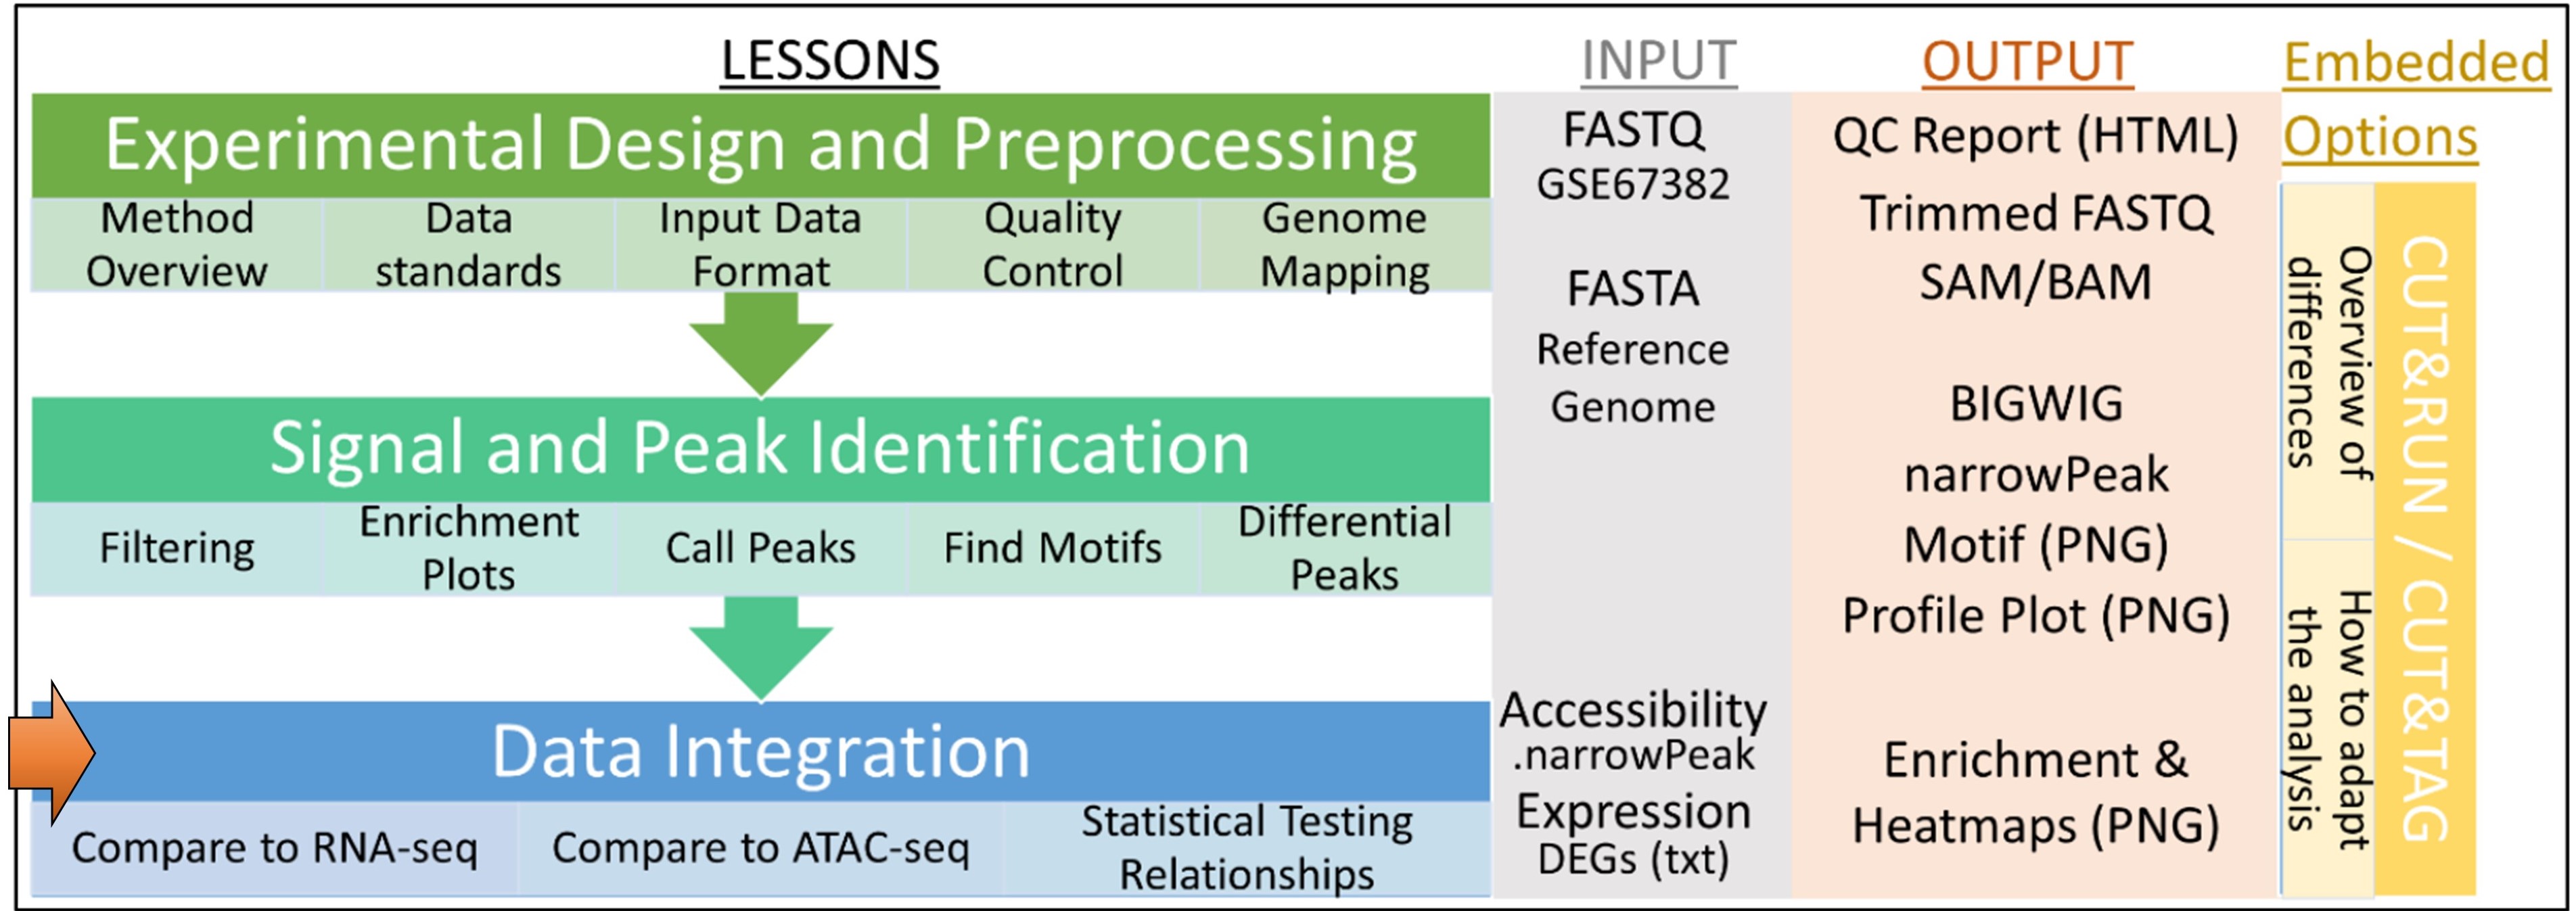 LESSONS
INPUT
OUTPUT
Embedded
Options
Experimental Design and Preprocessing
Method
Overview
Data
standards
Input Data
Format
Quality
Control
Genome
Mapping
Signal and Peak Identification
Filtering
Enrichment
Plots
Call Peaks
Find Motifs
Differential
Peaks
Data Integration
Compare to RNA-seq
Compare to ATAC-seq
Statistical Testing
Relationships
FASTQ
GSE67382
FASTA
Reference
Genome
Accessibility
.narrowPeak
Expression
DEGs (txt)
QC Report (HTML)
Trimmed FASTQ
SAM/BAM
BIGWIG
narrowPeak
Motif (PNG)
Profile Plot (PNG)
Enrichment &
Heatmaps (PNG)
Overview of
differences
How to adapt
the analysis
CUT&RUN / CUT&TAG